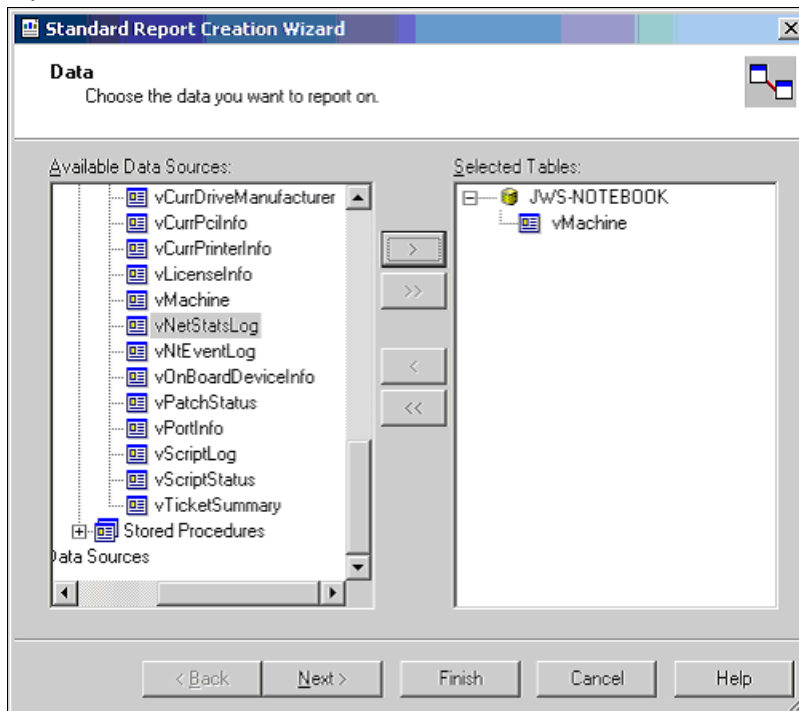 Standard Report Creation Wizard
Data
Choose the data you want to report on.
Available Data Sources:
vCurrDriveManufacturer
vCurrPciInfo
vCurrPrinterInfo
vLicenseInfo
vMachine
vNetStatsLog
vNtEventLog
vOnBoardDeviceInfo
vPatchStatus
vPortInfo
vScriptLog
vScriptStatus
vTicketSummary
Stored Procedures
Data Sources
>
>>
<
<<
Selected Tables:
JWS-NOTEBOOK
vMachine
< Back
Next >
Finish
Cancel
Help